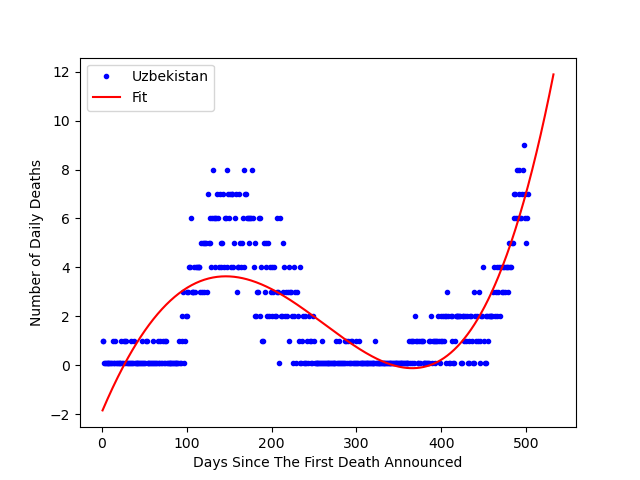 Uzbekistan
Fit
12
10
8
6
4
2
0
−2
Number of Daily Deaths
0 100 200 300 400 500
Days Since The First Death Announced